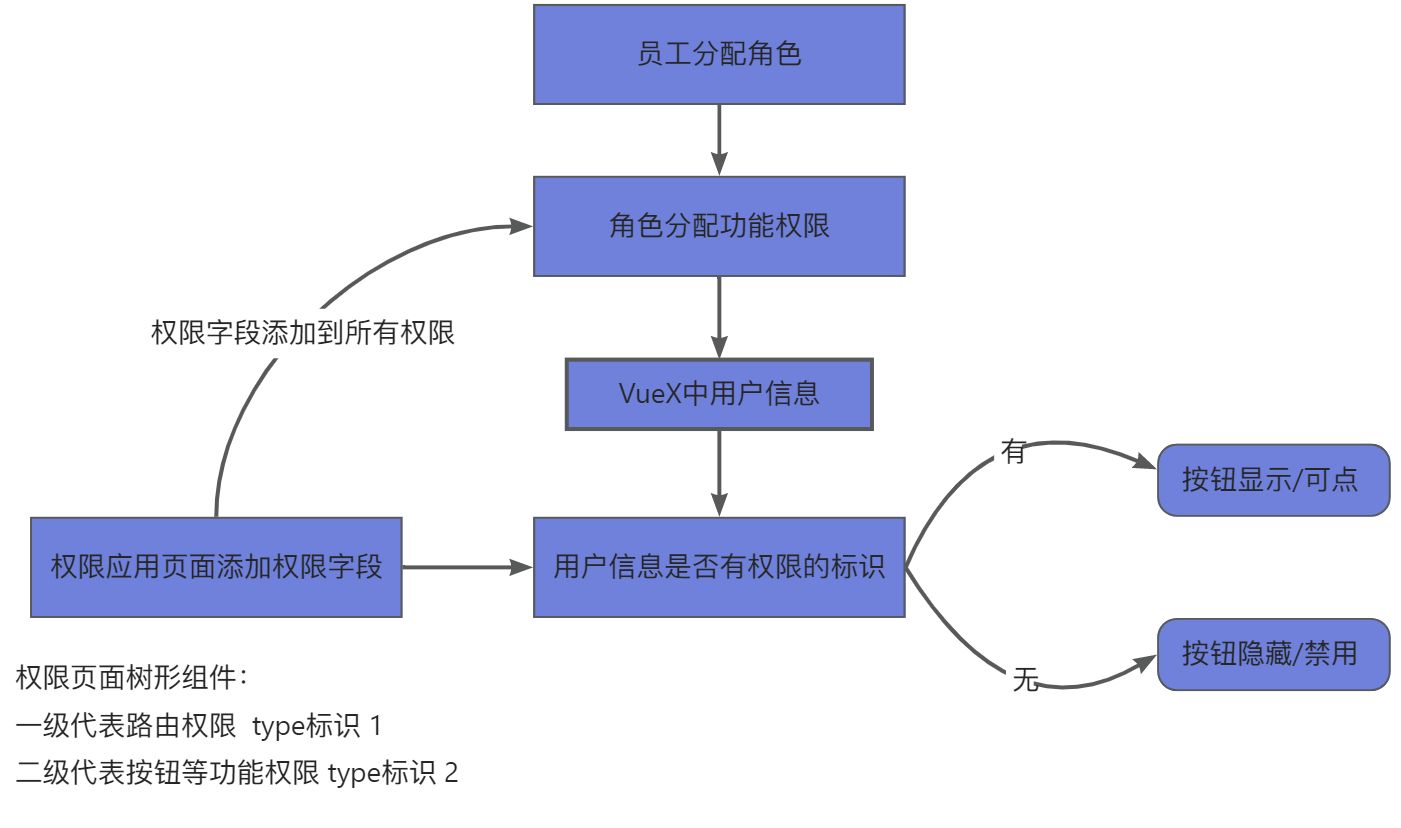 员工分配角色
角色分配功能权限
权限字段添加到所有权限
VueX中用户信息
有
按钮显示/可点
权限应用页面添加权限字段
用户信息是否有权限的标识
无
按钮隐藏/禁用
权限页面树形组件：
一级代表路由权限 type标识 1
二级代表按钮等功能权限 type标识 2